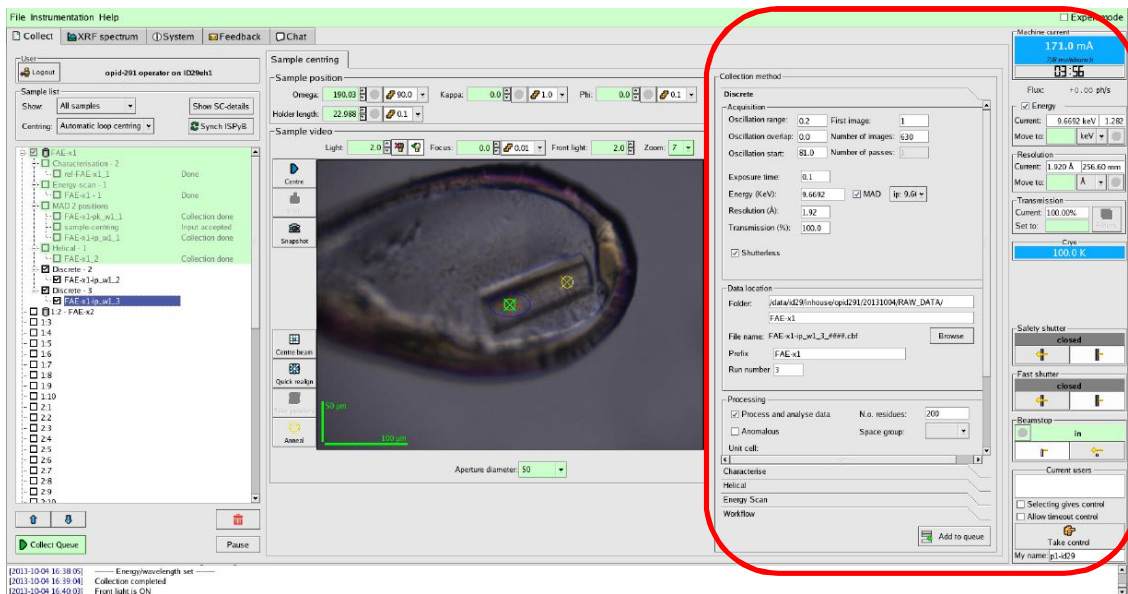 File Instrumentation Help
Expert mode
Collect XRF spectrum System Feedback Chat
User
Logout opid-291 operator on ID29eh1
Sample list
Show: All samples Show SC-details
Centring: Automatic loop centring Synch ISPyB
FAE-x1
Characterisation - 2
ref-FAE-x1_1 Done
Energy-scan - 1
FAE-x1 - 1 Done
MAD 2 positions
FAE-x1-pk_w1_1 Collection done
sample-centring Input accepted
FAE-x1-ip_w1_1 Collection done
Helical - 1
FAE-x1_2 Collection done
Discrete - 2
FAE-x1-ip_w1_2
Discrete - 3
FAE-x1-ip_w1_3
1:2 - FAE-x2
1:3
1:4
1:5
1:6
1:7
1:8
1:9
1:10
2:1
2:2
2:3
2:4
2:5
2:6
2:7
2:8
2:9
2:10
Collect Queue Pause
Sample centring
Sample position
Omega: 190.03 90.0 Kappa: 0.0 1.0 Phi: 0.0 0.1
Holder length: 22.988 0.1
Sample video
Light: 2.0 Focus: 0.0 0.01 Front light: 2.0 Zoom: 7
Centre
Snapshot
Centre beam
Quick realign
Anneal
50 µm
100 µm
Aperture diameter: 50
Collection method
Discrete
Acquisition
Oscillation range: 0.2 First image: 1
Oscillation overlap: 0.0 Number of images: 630
Oscillation start: 81.0 Number of passes: 1
Exposure time: 0.1
Energy (KeV): 9.6692 MAD ip: 9.6
Resolution (Å): 1.92
Transmission (%): 100.0
Shutterless
Data location
Folder: /data/id29/inhouse/opid291/20131004/RAW_DATA/
FAE-x1
File name: FAE-x1-ip_w1_3_####.cbf Browse
Prefix FAE-x1
Run number 3
Processing
Process and analyse data N.o. residues: 200
Anomalous Space group:
Unit cell:
Characterise
Helical
Energy Scan
Workflow
Add to queue
Machine current
171.0 mA
7/8 multibunch
03:56
Flux: +0.00 ph/s
Energy
Current: 9.6692 keV 1.282
Move to: keV
Resolution
Current: 1.920 Å 256.60 mm
Move to: Å
Transmission
Current: 100.00%
Set to:
Cryo
100.0 K
Safety shutter
closed
Fast shutter
closed
Beamstop
in
Current users
Selecting gives control
Allow timeout control
Take control
My name: p1-id29
[2013-10-04 16:38:05] ------- Energy/wavelength set -------
[2013-10-04 16:39:04] Collection completed
[2013-10-04 16:40:03] Front light is ON